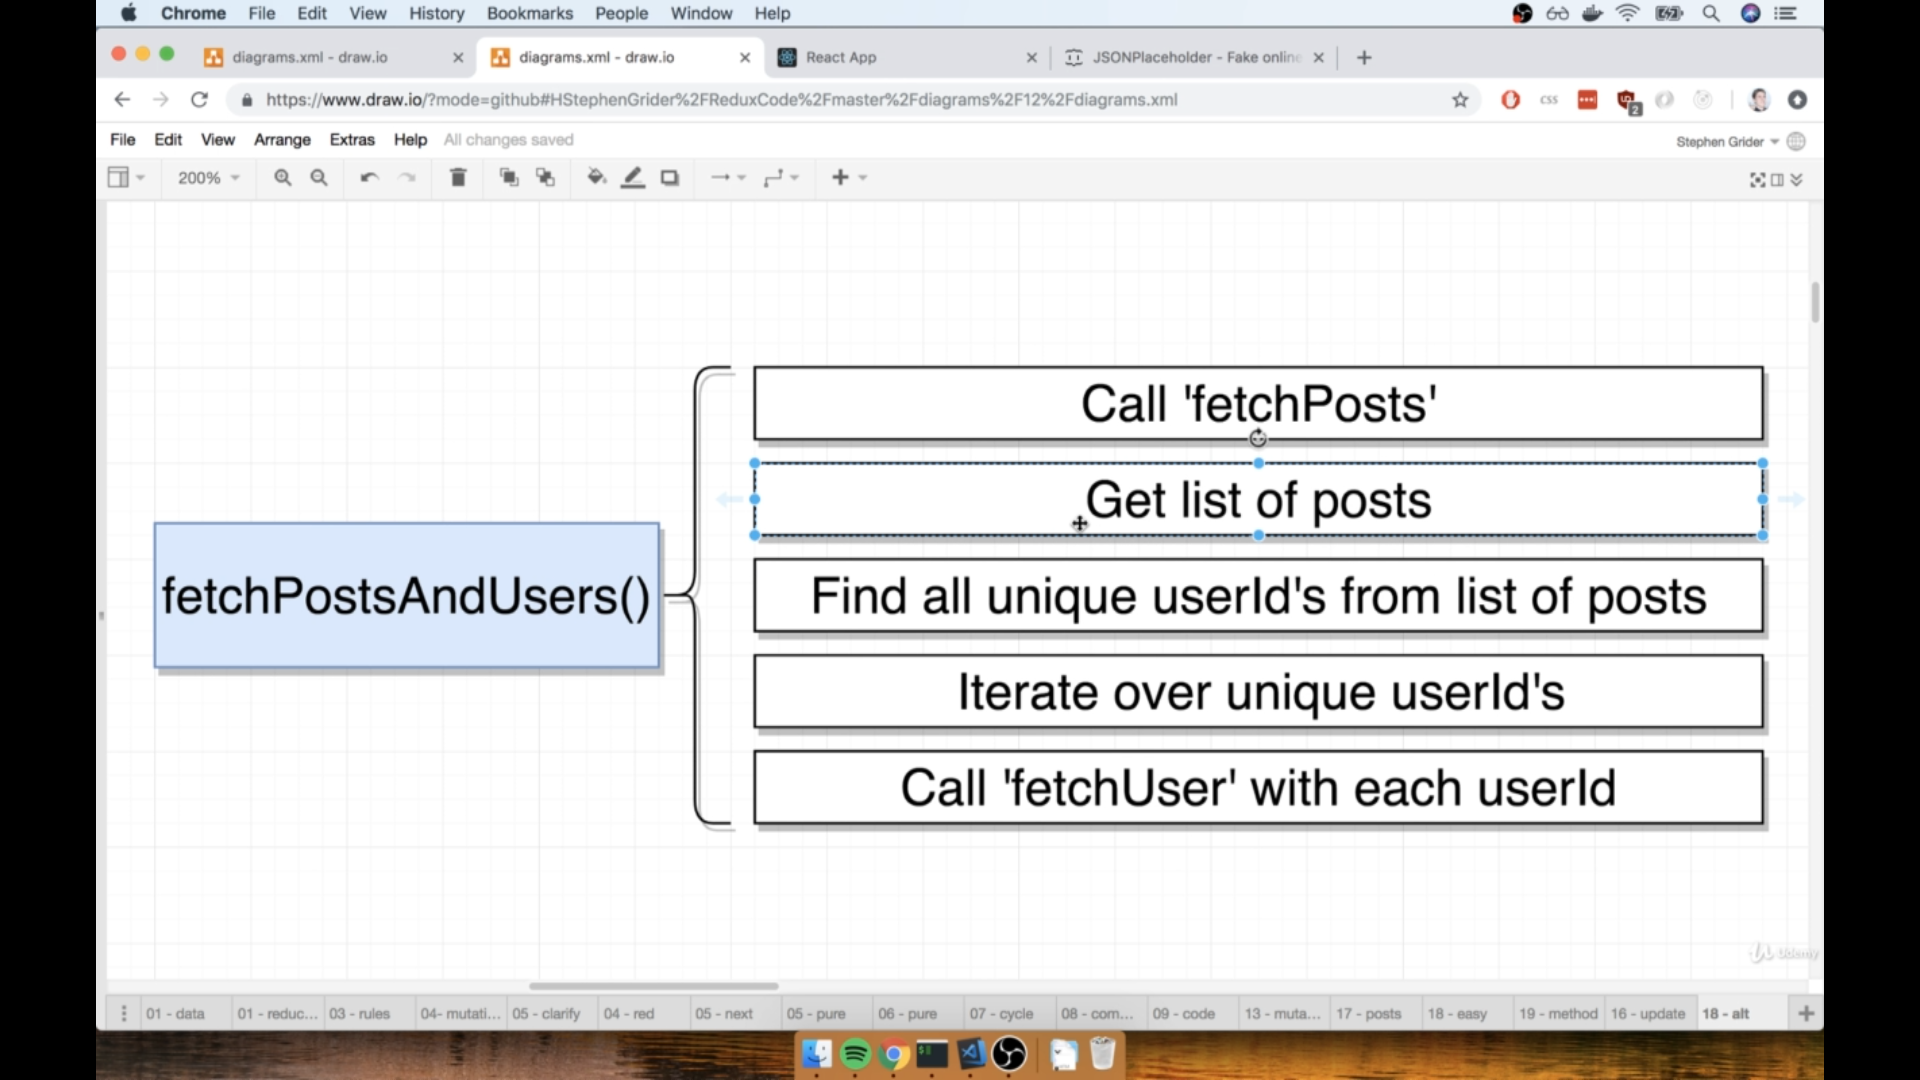 Chrome File Edit View History Bookmarks People Window Help
diagrams.xml - draw.io diagrams.xml - draw.io React App JSONPlaceholder - Fake online
https://www.draw.io/?mode=github#HStephenGrider%2FReduxCode%2Fmaster%2Fdiagrams%2F12%2Fdiagrams.xml
css
2
File Edit View Arrange Extras Help All changes saved
Stephen Grider
200%
Call 'fetchPosts'
Get list of posts
fetchPostsAndUsers()
Find all unique userId's from list of posts
Iterate over unique userId's
Call 'fetchUser' with each userId
Udemy
01 - data 01 - reduc... 03 - rules 04- mutati... 05 - clarify 04 - red 05 - next 05 - pure 06 - pure 07 - cycle 08 - com... 09 - code 13 - muta... 17 - posts 18 - easy 19 - method 16 - update 18 - alt